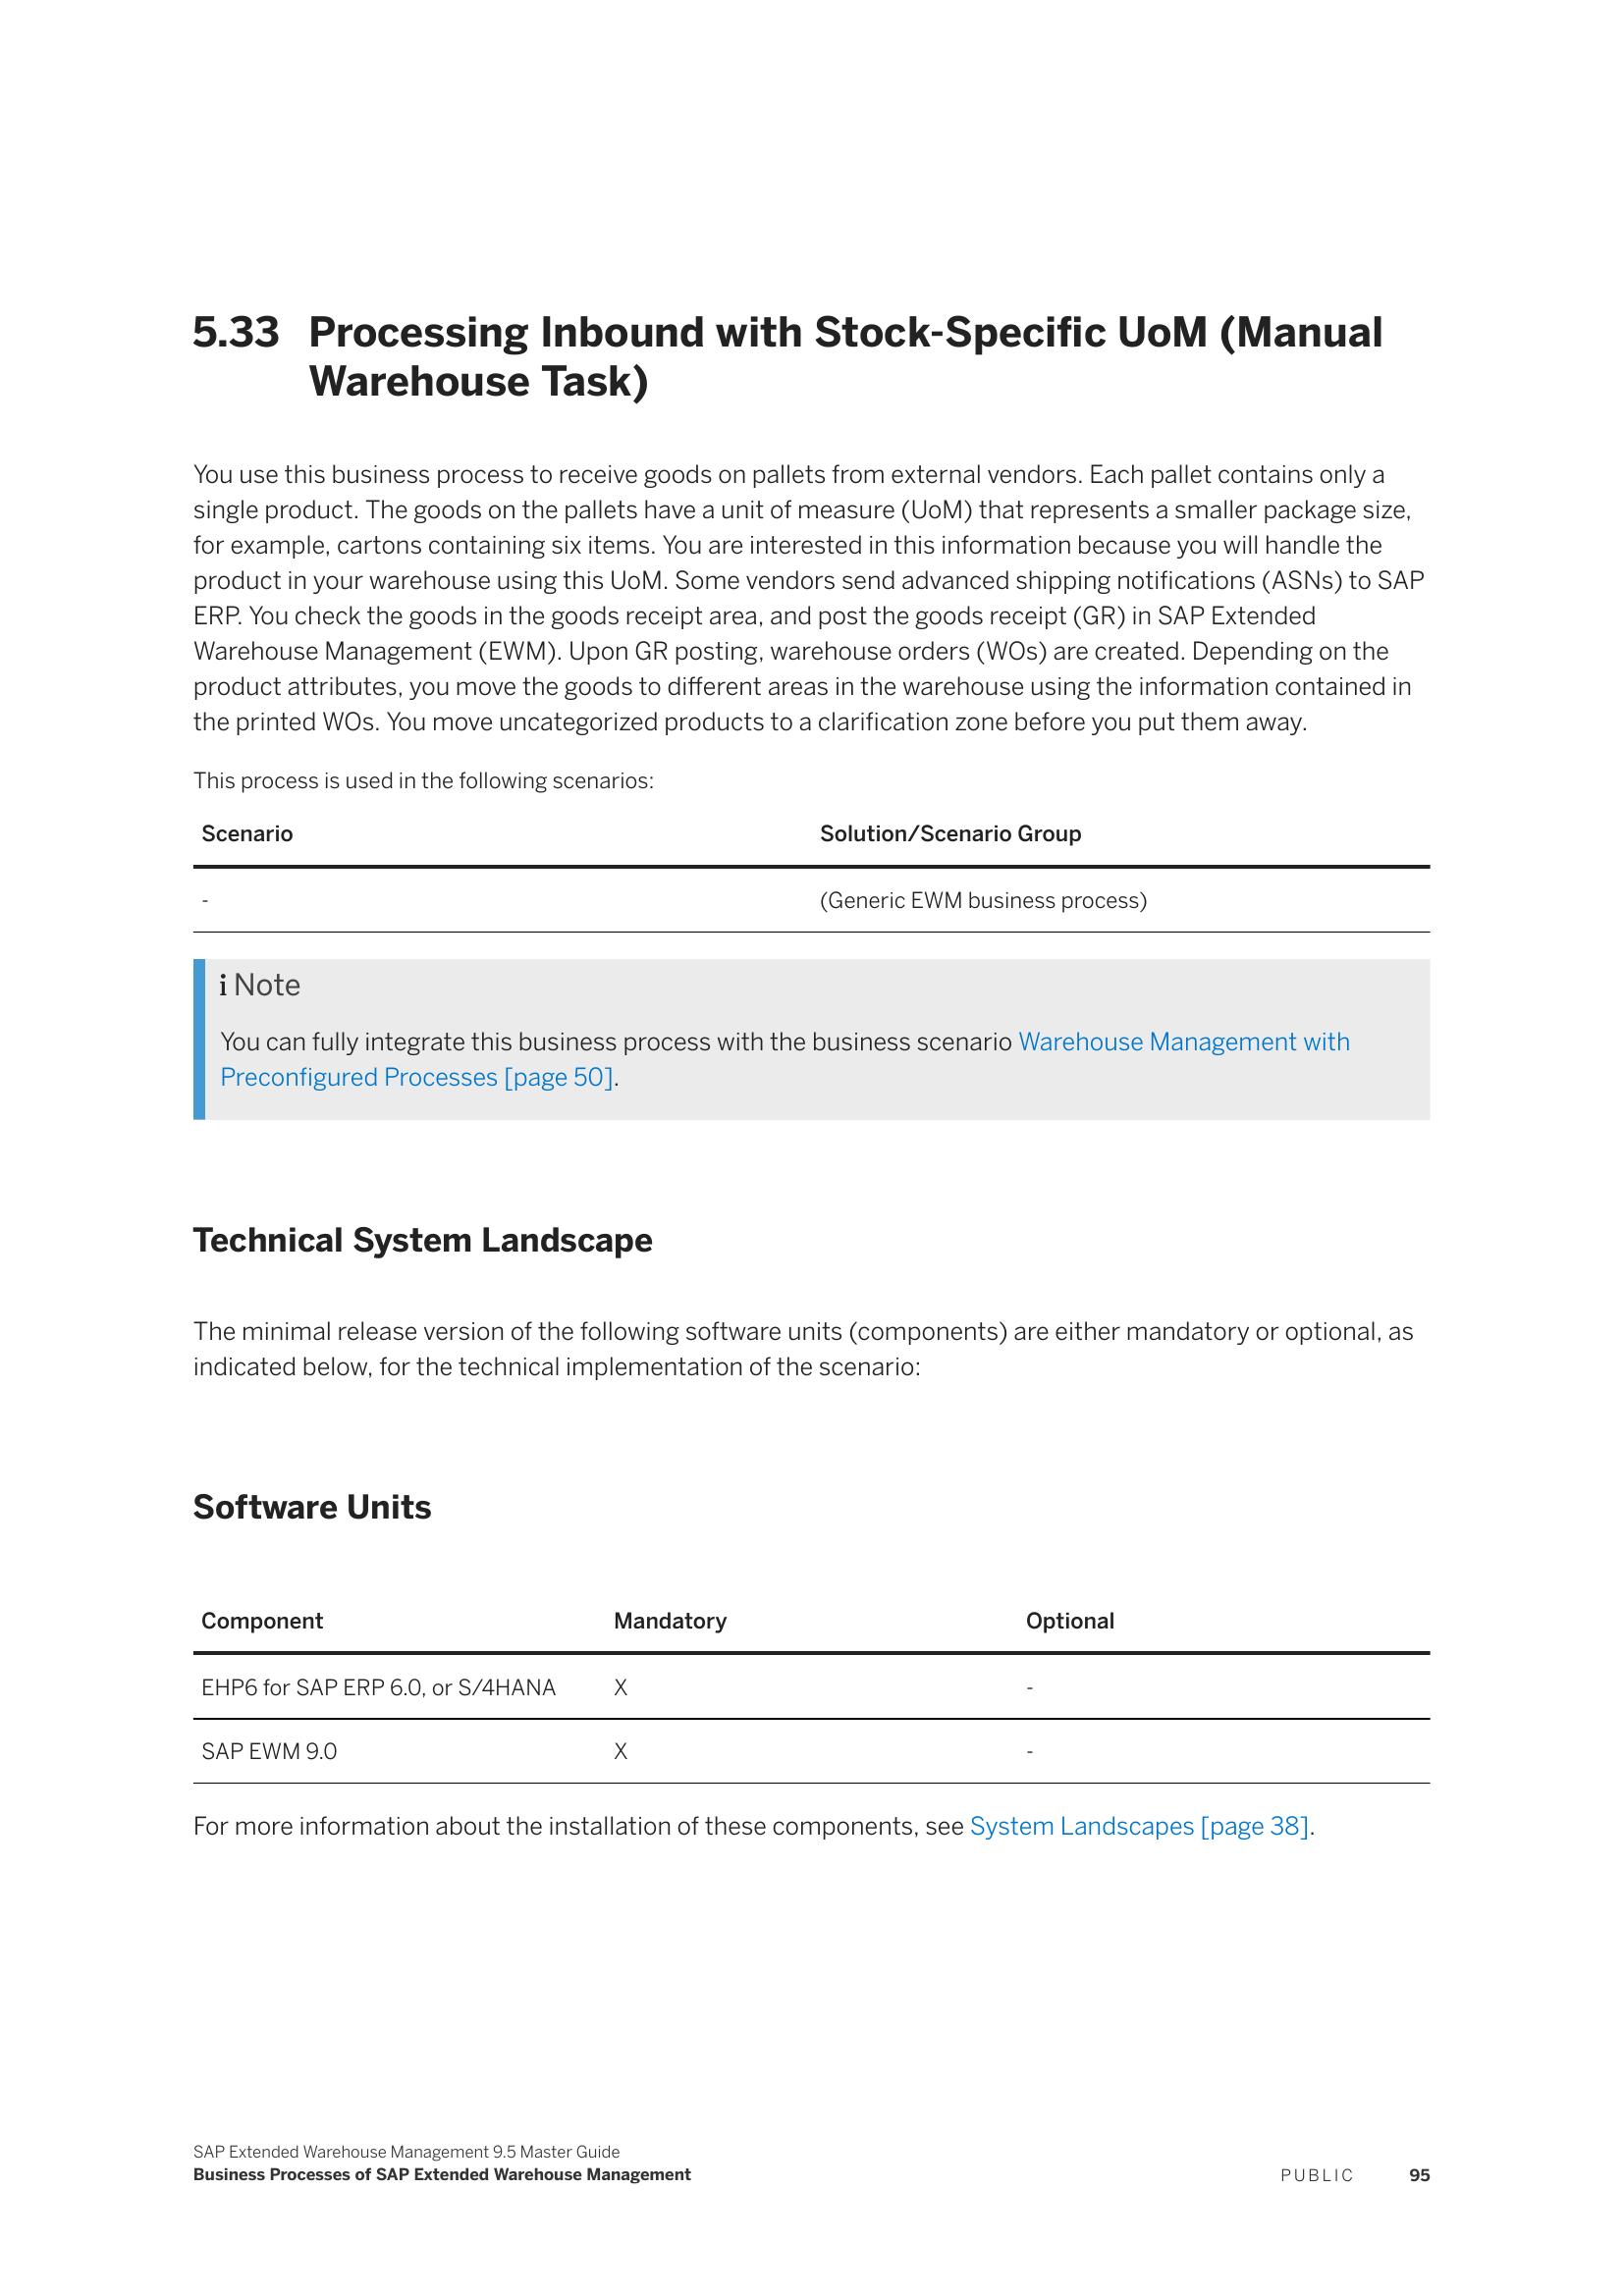 5.33 Processing Inbound with Stock-Specific UoM (Manual
Warehouse Task)
You use this business process to receive goods on pallets from external vendors. Each pallet contains only a
single product. The goods on the pallets have a unit of measure (UoM) that represents a smaller package size,
for example, cartons containing six items. You are interested in this information because you will handle the
product in your warehouse using this UoM. Some vendors send advanced shipping notifications (ASNs) to SAP
ERP. You check the goods in the goods receipt area, and post the goods receipt (GR) in SAP Extended
Warehouse Management (EWM). Upon GR posting, warehouse orders (WOs) are created. Depending on the
product attributes, you move the goods to different areas in the warehouse using the information contained in
the printed WOs. You move uncategorized products to a clarification zone before you put them away.
This process is used in the following scenarios:
Scenario Solution/Scenario Group
- (Generic EWM business process)
i Note
You can fully integrate this business process with the business scenario Warehouse Management with
Preconfigured Processes [page 50].
Technical System Landscape
The minimal release version of the following software units (components) are either mandatory or optional, as
indicated below, for the technical implementation of the scenario:
Software Units
Component Mandatory Optional
EHP6 for SAP ERP 6.0, or S/4HANA X -
SAP EWM 9.0 X -
For more information about the installation of these components, see System Landscapes [page 38].
SAP Extended Warehouse Management 9.5 Master Guide
Business Processes of SAP Extended Warehouse Management PUBLIC 95